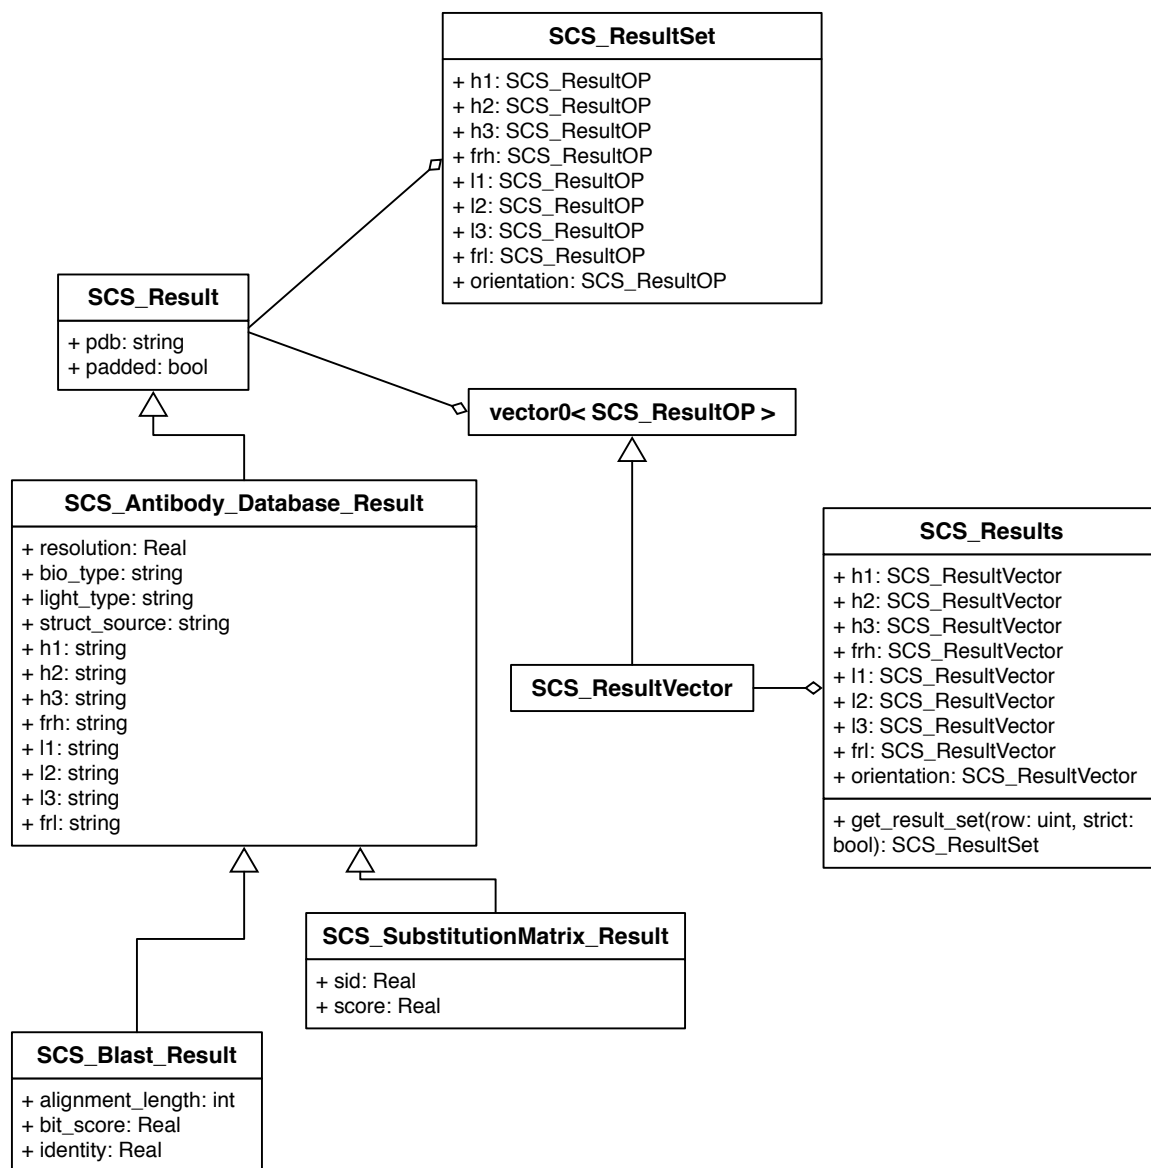 SCS_ResultSet
+ h1: SCS_ResultOP
+ h2: SCS_ResultOP
+ h3: SCS_ResultOP
+ frh: SCS_ResultOP
+ l1: SCS_ResultOP
+ l2: SCS_ResultOP
+ l3: SCS_ResultOP
+ frl: SCS_ResultOP
+ orientation: SCS_ResultOP
SCS_Result
+ pdb: string
+ padded: bool
vector0< SCS_ResultOP >
SCS_Antibody_Database_Result
+ resolution: Real
+ bio_type: string
+ light_type: string
+ struct_source: string
+ h1: string
+ h2: string
+ h3: string
+ frh: string
+ l1: string
+ l2: string
+ l3: string
+ frl: string
SCS_ResultVector
SCS_Results
+ h1: SCS_ResultVector
+ h2: SCS_ResultVector
+ h3: SCS_ResultVector
+ frh: SCS_ResultVector
+ l1: SCS_ResultVector
+ l2: SCS_ResultVector
+ l3: SCS_ResultVector
+ frl: SCS_ResultVector
+ orientation: SCS_ResultVector
+ get_result_set(row: uint, strict:
bool): SCS_ResultSet
SCS_SubstitutionMatrix_Result
+ sid: Real
+ score: Real
SCS_Blast_Result
+ alignment_length: int
+ bit_score: Real
+ identity: Real